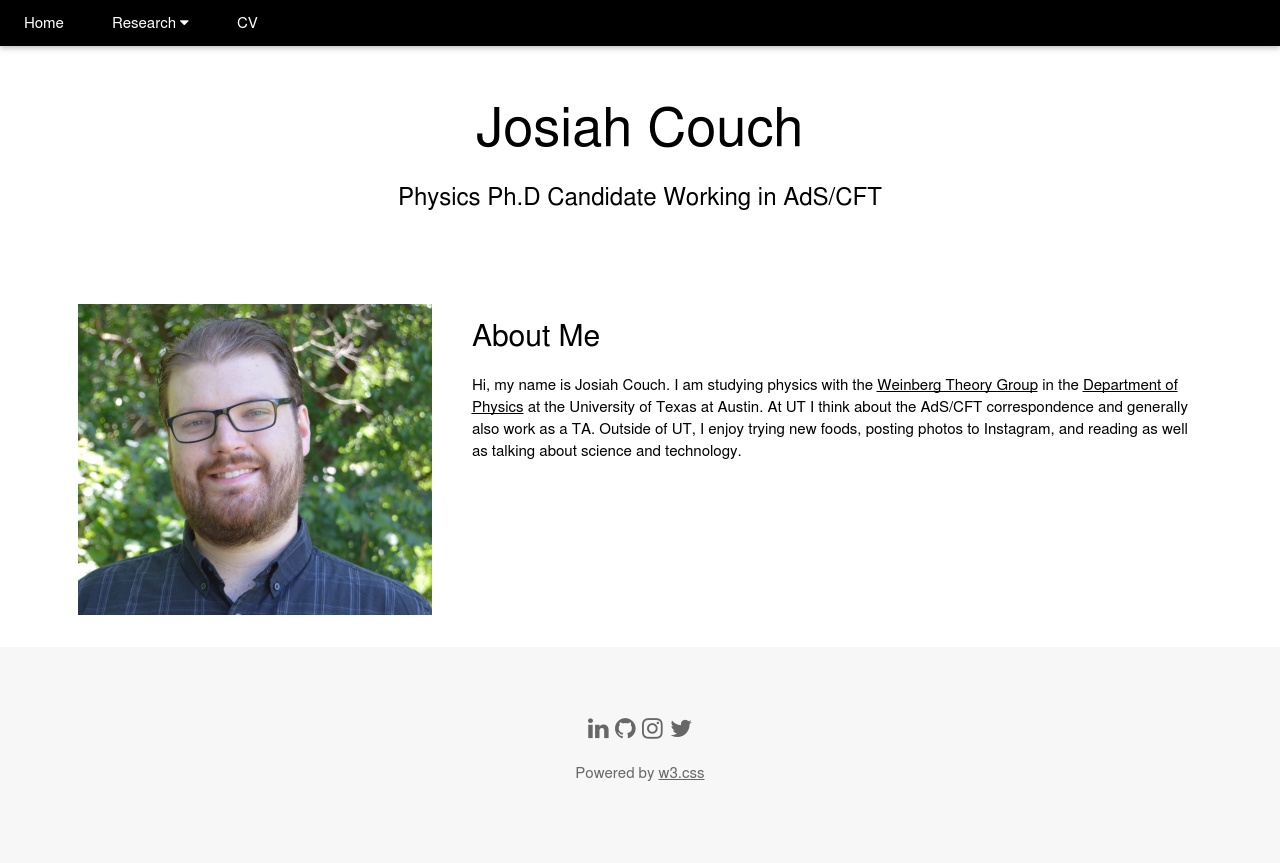 Home
Research
CV
Josiah Couch
Physics Ph.D Candidate Working in AdS/CFT
About Me
Hi, my name is Josiah Couch. I am studying physics with the Weinberg Theory Group in the Department of
Physics at the University of Texas at Austin. At UT I think about the AdS/CFT correspondence and generally
also work as a TA. Outside of UT, I enjoy trying new foods, posting photos to Instagram, and reading as well
as talking about science and technology.
Powered by w3.css